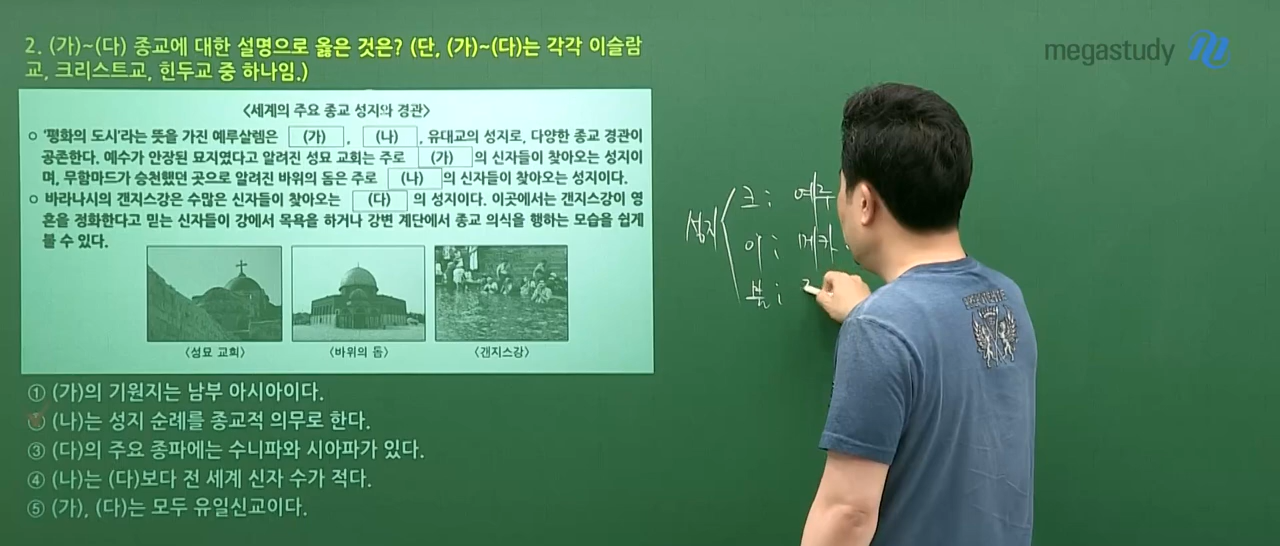 2. (가)~(다) 종교에 대한 설명으로 옳은 것은? (단, (가)~(다)는 각각 이슬람
교, 크리스트교, 힌두교 중 하나임.)
megastudy
<세계의 주요 종교 성지와 경관>
○ '평화의 도시'라는 뜻을 가진 예루살렘은 (가), (나), 유대교의 성지로, 다양한 종교 경관이
공존한다. 예수가 안장된 묘지였다고 알려진 성묘 교회는 주로 (가) 의 신자들이 찾아오는 성지이
며, 무함마드가 승천했던 곳으로 알려진 바위의 돔은 주로 (나) 의 신자들이 찾아오는 성지이다.
○ 바라나시의 갠지스강은 수많은 신자들이 찾아오는 (다) 의 성지이다. 이곳에서는 갠지스강이 영
혼을 정화한다고 믿는 신자들이 강에서 목욕을 하거나 강변 계단에서 종교 의식을 행하는 모습을 쉽게
볼 수 있다.
<성묘 교회> <바위의 돔> <갠지스강>
① (가)의 기원지는 남부 아시아이다.
② (나)는 성지 순례를 종교적 의무로 한다.
③ (다)의 주요 종파에는 수니파와 시아파가 있다.
④ (나)는 (다)보다 전 세계 신자 수가 적다.
⑤ (가), (다)는 모두 유일신교이다.
성지
크 ; 예루
이 ; 메카
불 ;